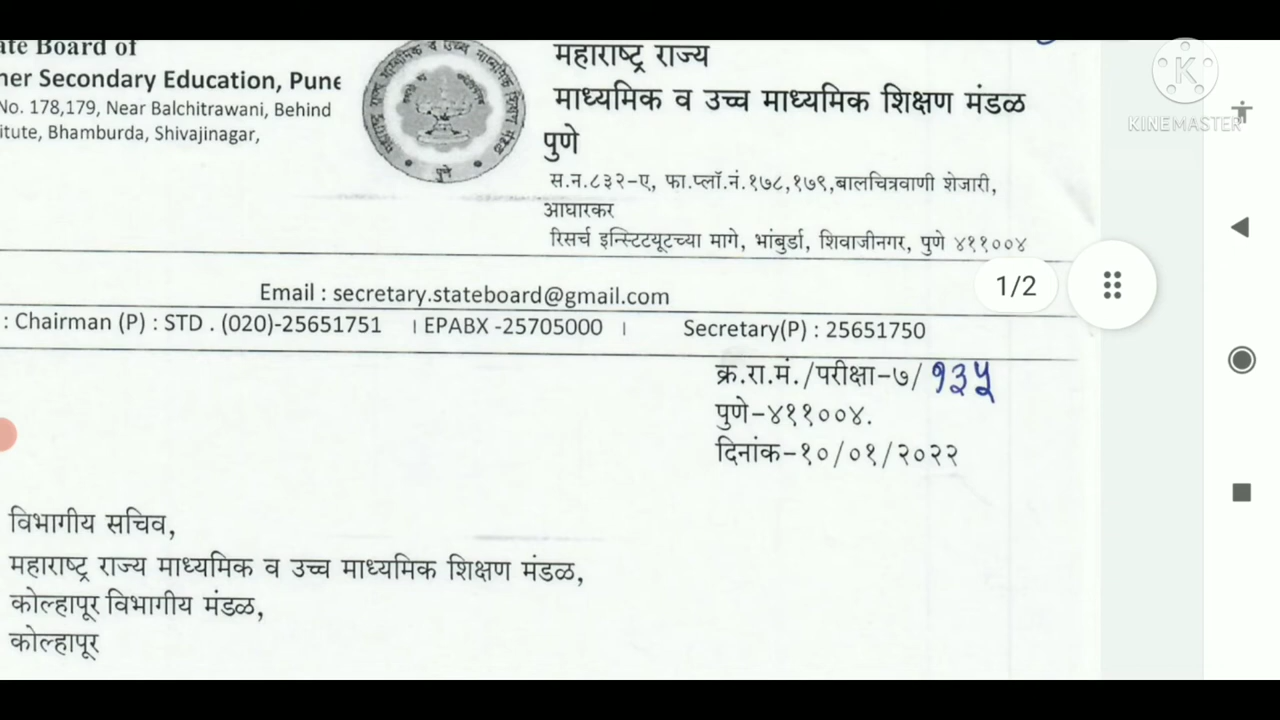 ate Board of
her Secondary Education, Pune
No. 178,179, Near Balchitrawani, Behind
itute, Bhamburda, Shivajinagar,
महाराष्ट्र राज्य
माध्यमिक व उच्च माध्यमिक शिक्षण मंडळ
पुणे
स.न.८३२-ए, फा.प्लॉ.नं.१७८,१७९,बालचित्रवाणी शेजारी,
आघारकर
रिसर्च इन्स्टिटयूटच्या मागे, भांबुर्डा, शिवाजीनगर, पुणे ४११००४
KINEMASTER
1/2
Email : secretary.stateboard@gmail.com
: Chairman (P) : STD . (020)-25651751 | EPABX -25705000 | Secretary(P) : 25651750
क्र.रा.मं./परीक्षा-७/ १३५
पुणे-४११००४.
दिनांक-१०/०१/२०२२
विभागीय सचिव,
महाराष्ट्र राज्य माध्यमिक व उच्च माध्यमिक शिक्षण मंडळ,
कोल्हापूर विभागीय मंडळ,
कोल्हापूर